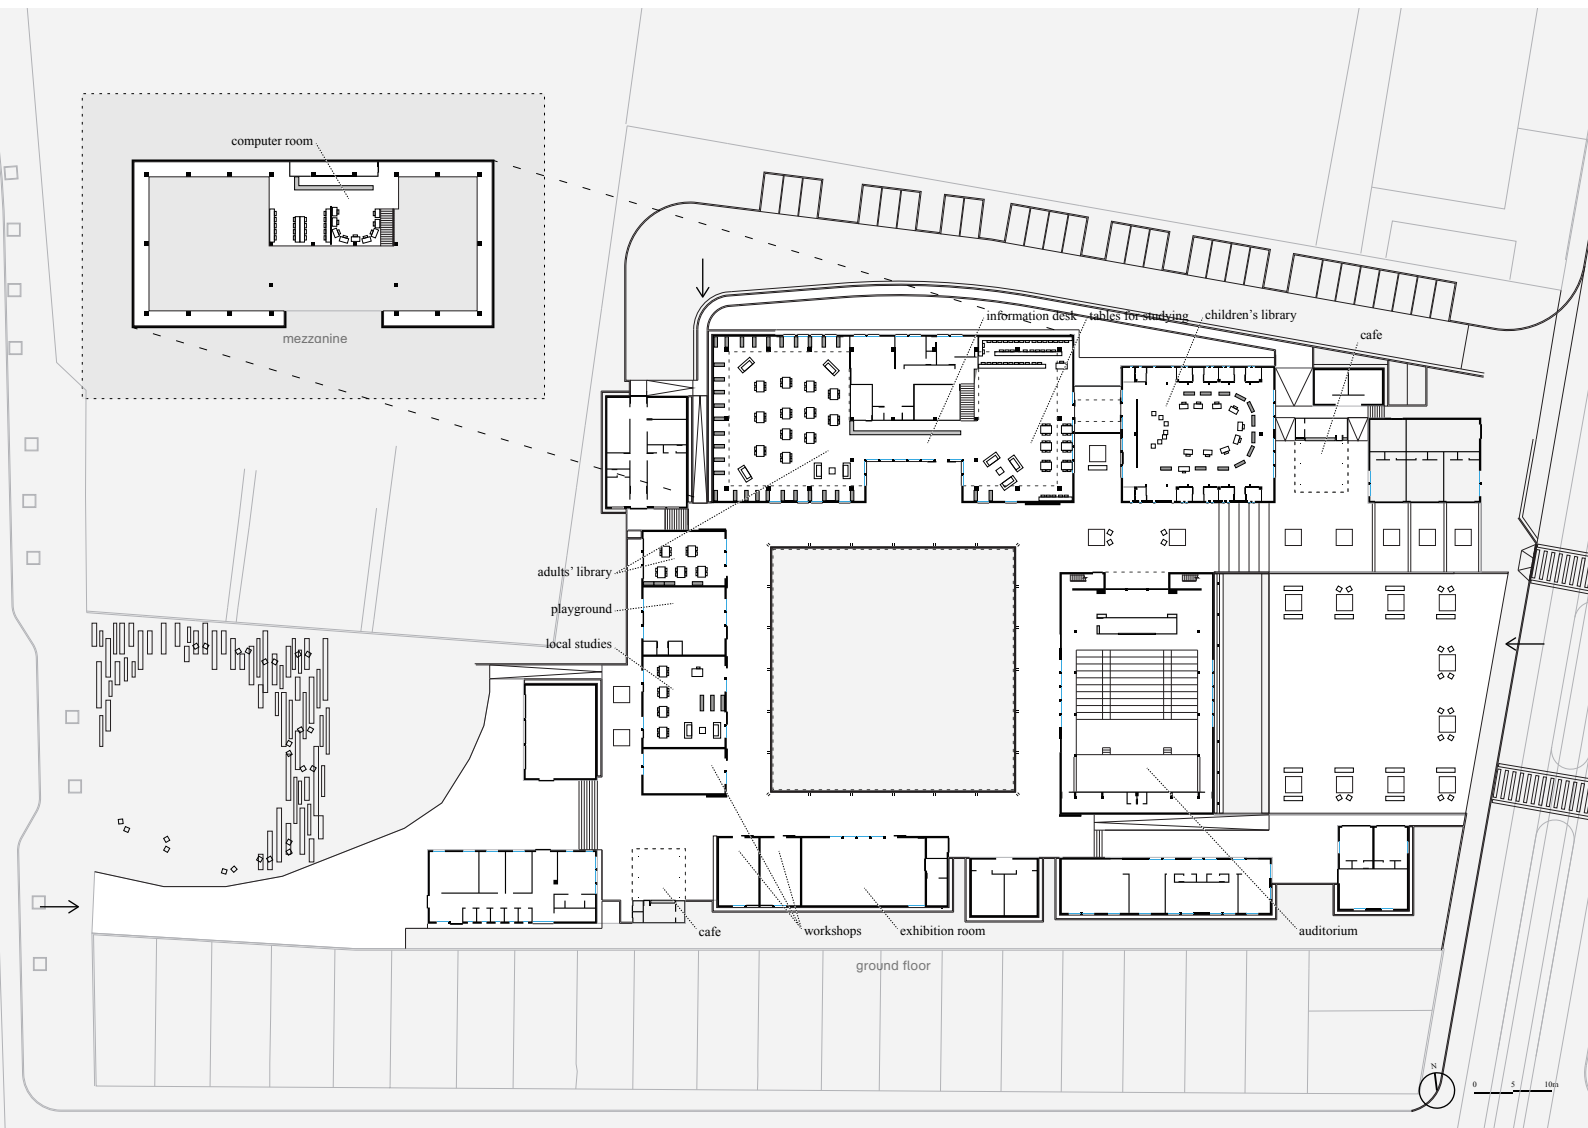 computer room
mezzanine
information desk
tables for studying
children's library
cafe
adults' library
playground
local studies
cafe
workshops
exhibition room
auditorium
ground floor
N
0 5 10m